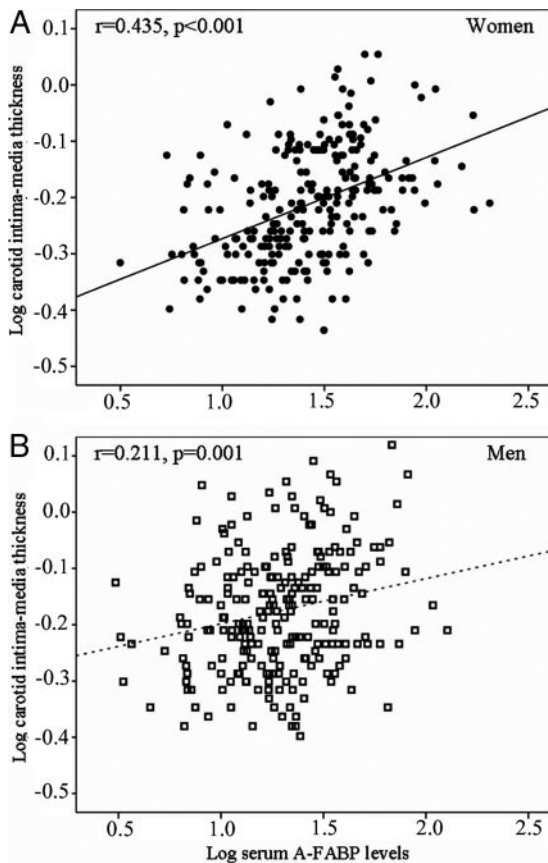 A
r=0.435, p<0.001 Women
Log carotid intima-media thickness
0.0
-0.1
-0.2
-0.3
-0.4
-0.5
0.5 1.0 1.5 2.0 2.5
B
r=0.211, p=0.001 Men
Log carotid intima-media thickness
0.1
0.0
-0.1
-0.2
-0.3
-0.4
-0.5
0.5 1.0 1.5 2.0 2.5
Log serum A-FABP levels